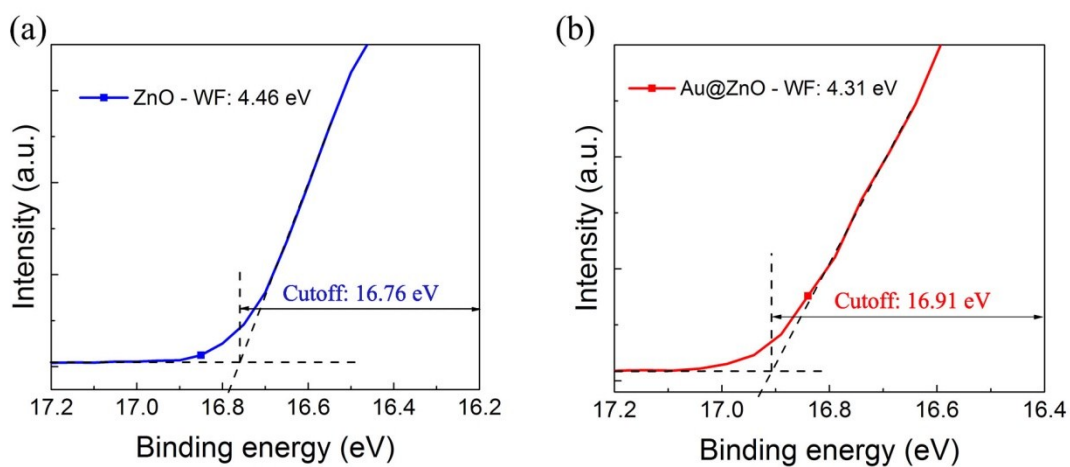 (a)
ZnO - WF: 4.46 eV
Intensity (a.u.)
Cutoff: 16.76 eV
17.2 17.0 16.8 16.6 16.4 16.2
Binding energy (eV)
(b)
Au@ZnO - WF: 4.31 eV
Intensity (a.u.)
Cutoff: 16.91 eV
17.2 17.0 16.8 16.6 16.4
Binding energy (eV)